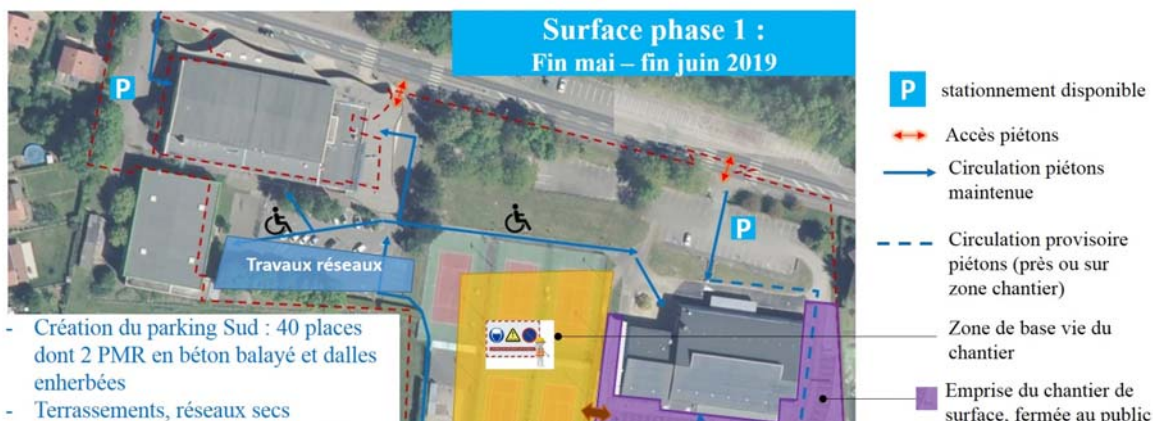 Surface phase 1 :
Fin mai – fin juin 2019
P
P
Travaux réseaux
- Création du parking Sud : 40 places
dont 2 PMR en béton balayé et dalles
enherbées
- Terrassements, réseaux secs
P stationnement disponible
Accès piétons
Circulation piétons
maintenue
Circulation provisoire
piétons (près ou sur
zone chantier)
Zone de base vie du
chantier
Emprise du chantier de
surface, fermée au public